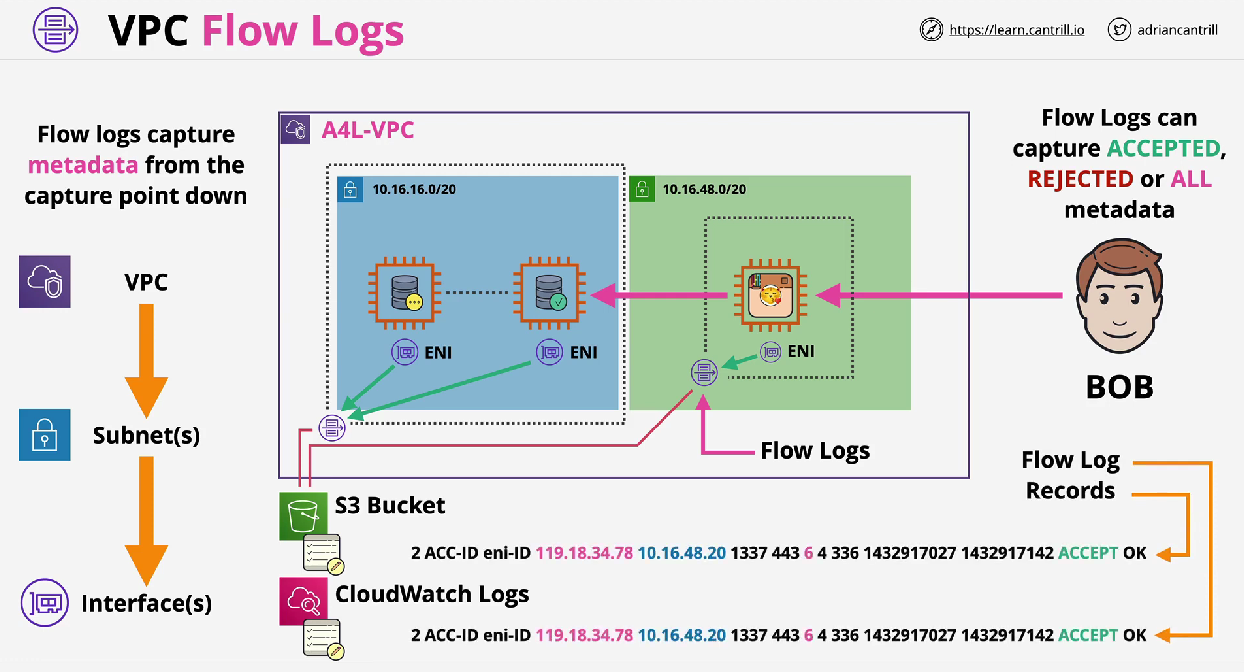 VPC Flow Logs
https://learn.cantrill.io
adriancantrill
Flow logs capture
metadata from the
capture point down
VPC
Subnet(s)
Interface(s)
A4L-VPC
10.16.16.0/20
10.16.48.0/20
ENI
ENI
ENI
Flow Logs
Flow Logs can
capture ACCEPTED,
REJECTED or ALL
metadata
BOB
Flow Log
Records
S3 Bucket
2 ACC-ID eni-ID 119.18.34.78 10.16.48.20 1337 443 6 4 336 1432917027 1432917142 ACCEPT OK
CloudWatch Logs
2 ACC-ID eni-ID 119.18.34.78 10.16.48.20 1337 443 6 4 336 1432917027 1432917142 ACCEPT OK